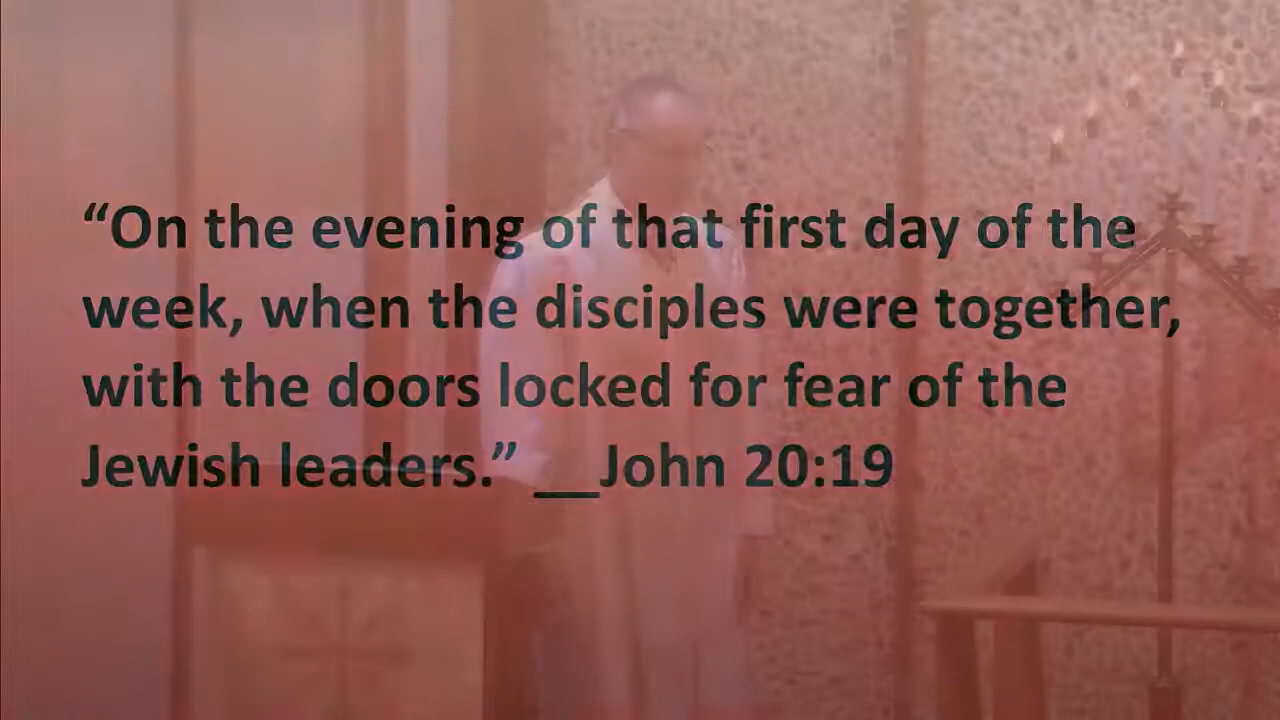 “On the evening of that first day of the
week, when the disciples were together,
with the doors locked for fear of the
Jewish leaders.” __John 20:19